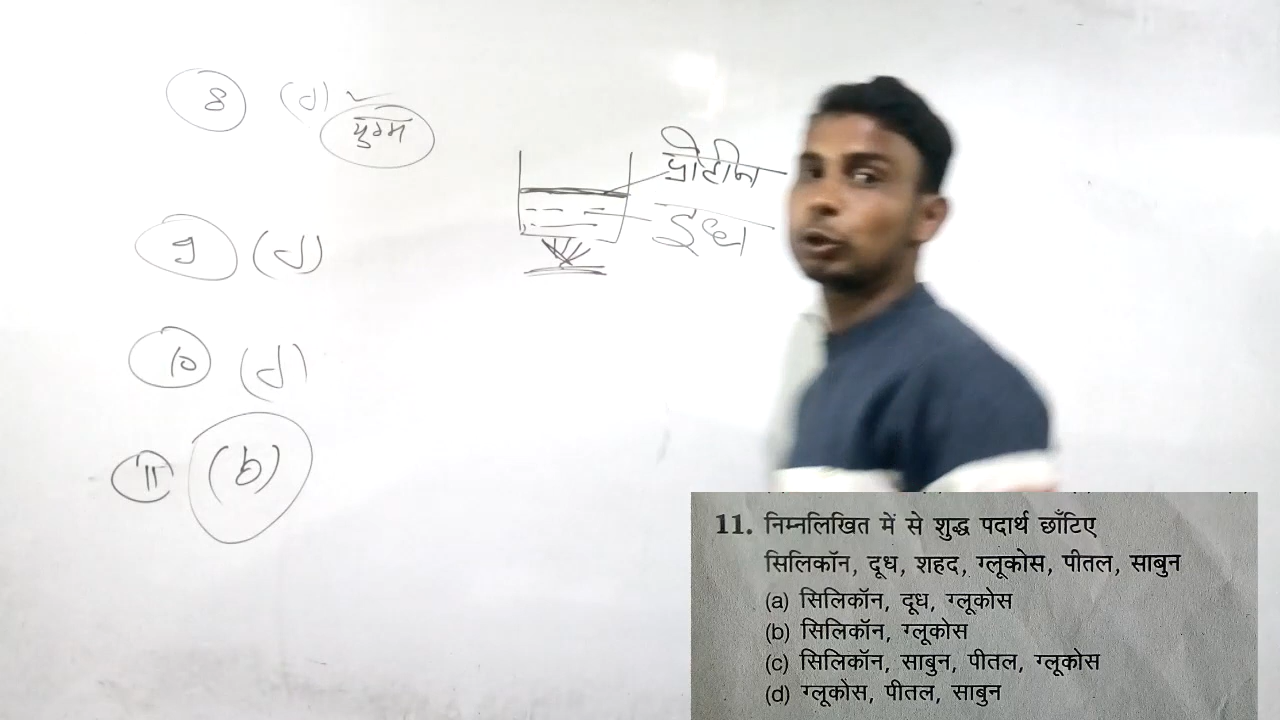 8 (d) ✓
युग्म
प्रोटीन
दूध
9 (d)
10 (d)
11 (b)
11. निम्नलिखित में से शुद्ध पदार्थ छाँटिए
सिलिकॉन, दूध, शहद, ग्लूकोस, पीतल, साबुन
(a) सिलिकॉन, दूध, ग्लूकोस
(b) सिलिकॉन, ग्लूकोस
(c) सिलिकॉन, साबुन, पीतल, ग्लूकोस
(d) ग्लूकोस, पीतल, साबुन